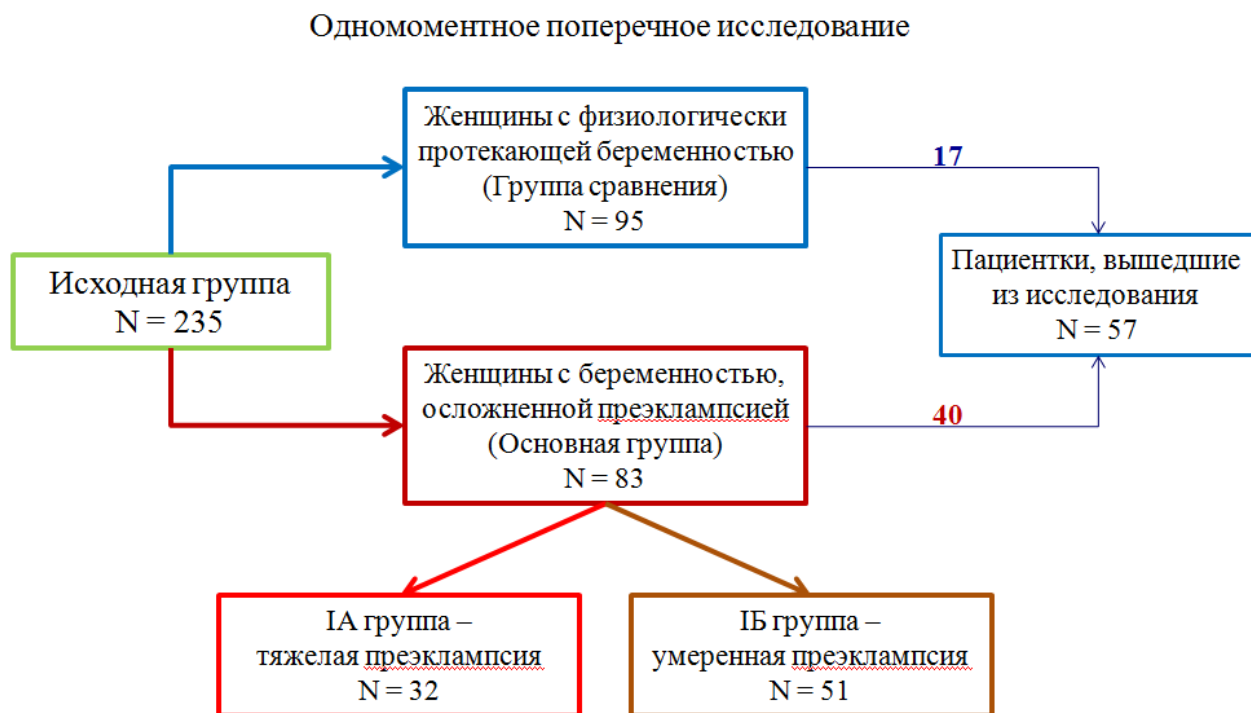 Одномоментное поперечное исследование
Женщины с физиологически
протекающей беременностью
(Группа сравнения)
N = 95
17
Исходная группа
N = 235
Пациентки, вышедшие
из исследования
N = 57
Женщины с беременностью,
осложненной преэклампсией
(Основная группа)
N = 83
40
IА группа –
тяжелая преэклампсия
N = 32
IБ группа –
умеренная преэклампсия
N = 51